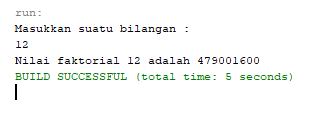 run:
Masukkan suatu bilangan :
12
Nilai faktorial 12 adalah 479001600
BUILD SUCCESSFUL (total time: 5 seconds)